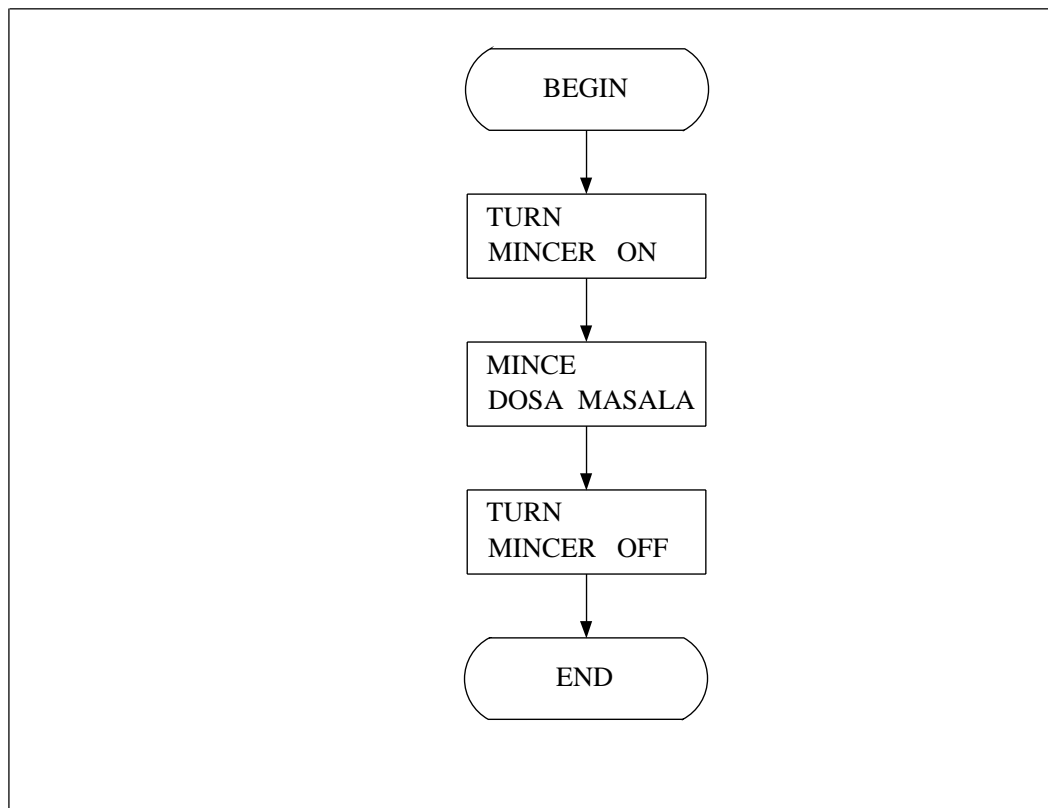 BEGIN
TURN
MINCER ON
MINCE
DOSA MASALA
TURN
MINCER OFF
END